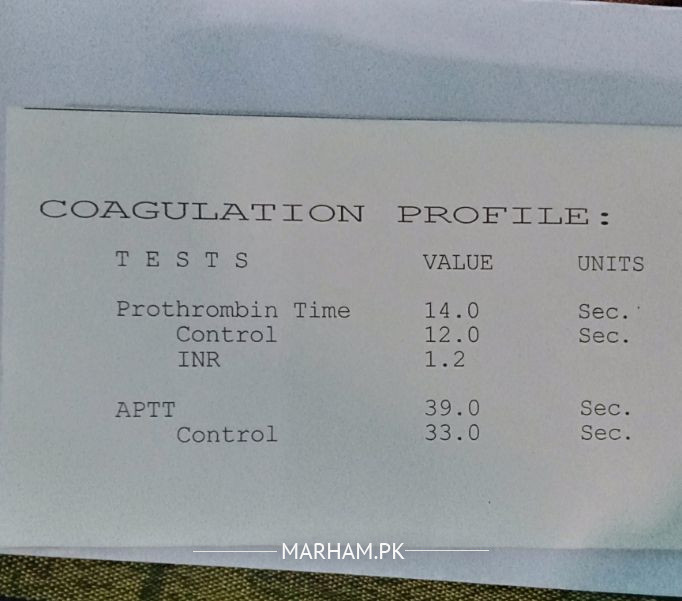 COAGULATION PROFILE:
T E S T S VALUE UNITS
Prothrombin Time 14.0 Sec.
Control 12.0 Sec.
INR 1.2
APTT 39.0 Sec.
Control 33.0 Sec.
MARHAM.PK